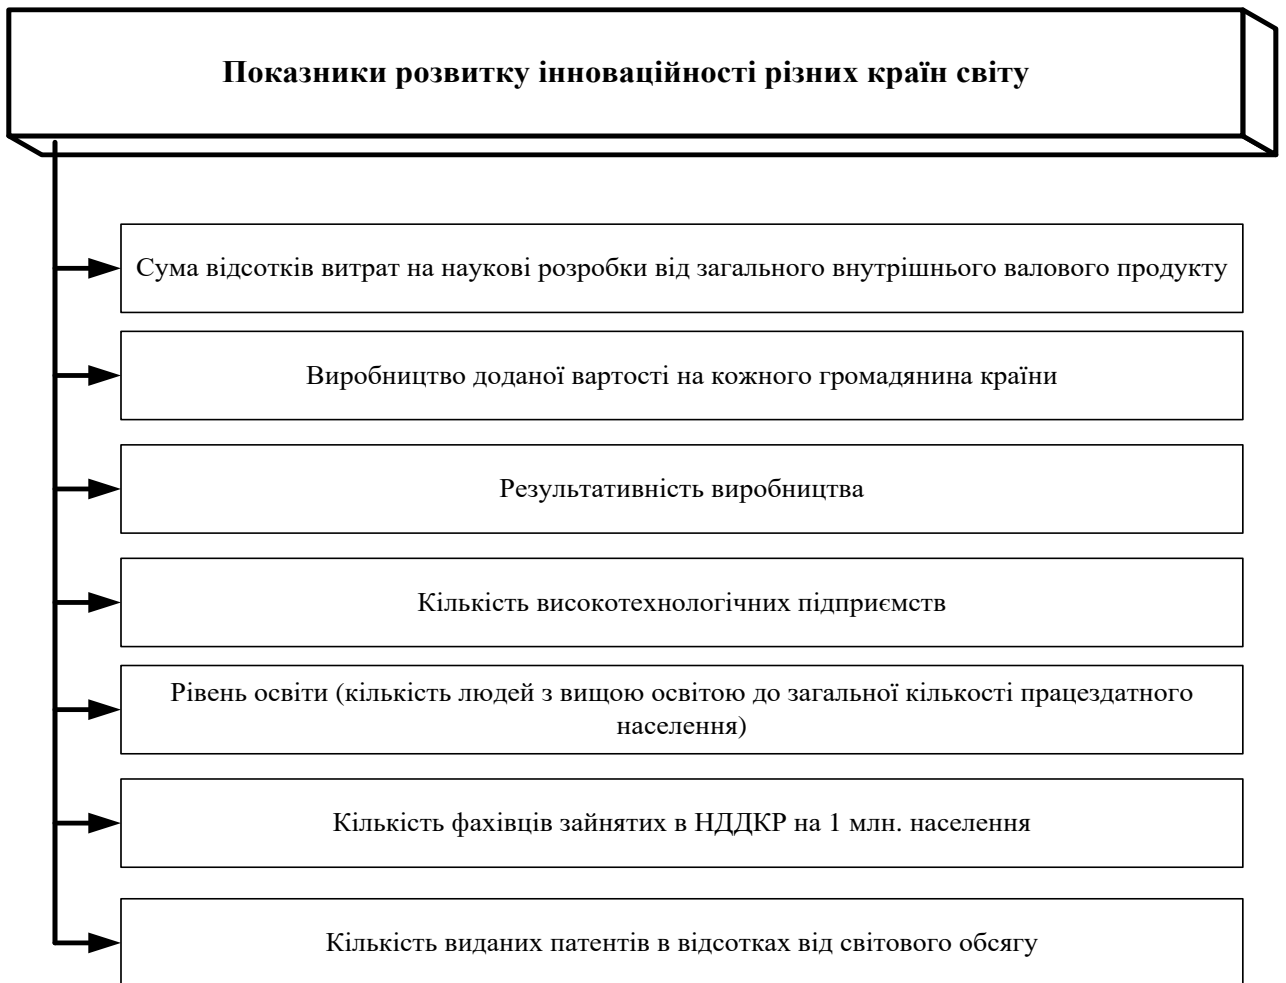 Показники розвитку інноваційності різних країн світу
Сума відсотків витрат на наукові розробки від загального внутрішнього валового продукту
Виробництво доданої вартості на кожного громадянина країни
Результативність виробництва
Кількість високотехнологічних підприємств
Рівень освіти (кількість людей з вищою освітою до загальної кількості працездатного
населення)
Кількість фахівців зайнятих в НДДКР на 1 млн. населення
Кількість виданих патентів в відсотках від світового обсягу